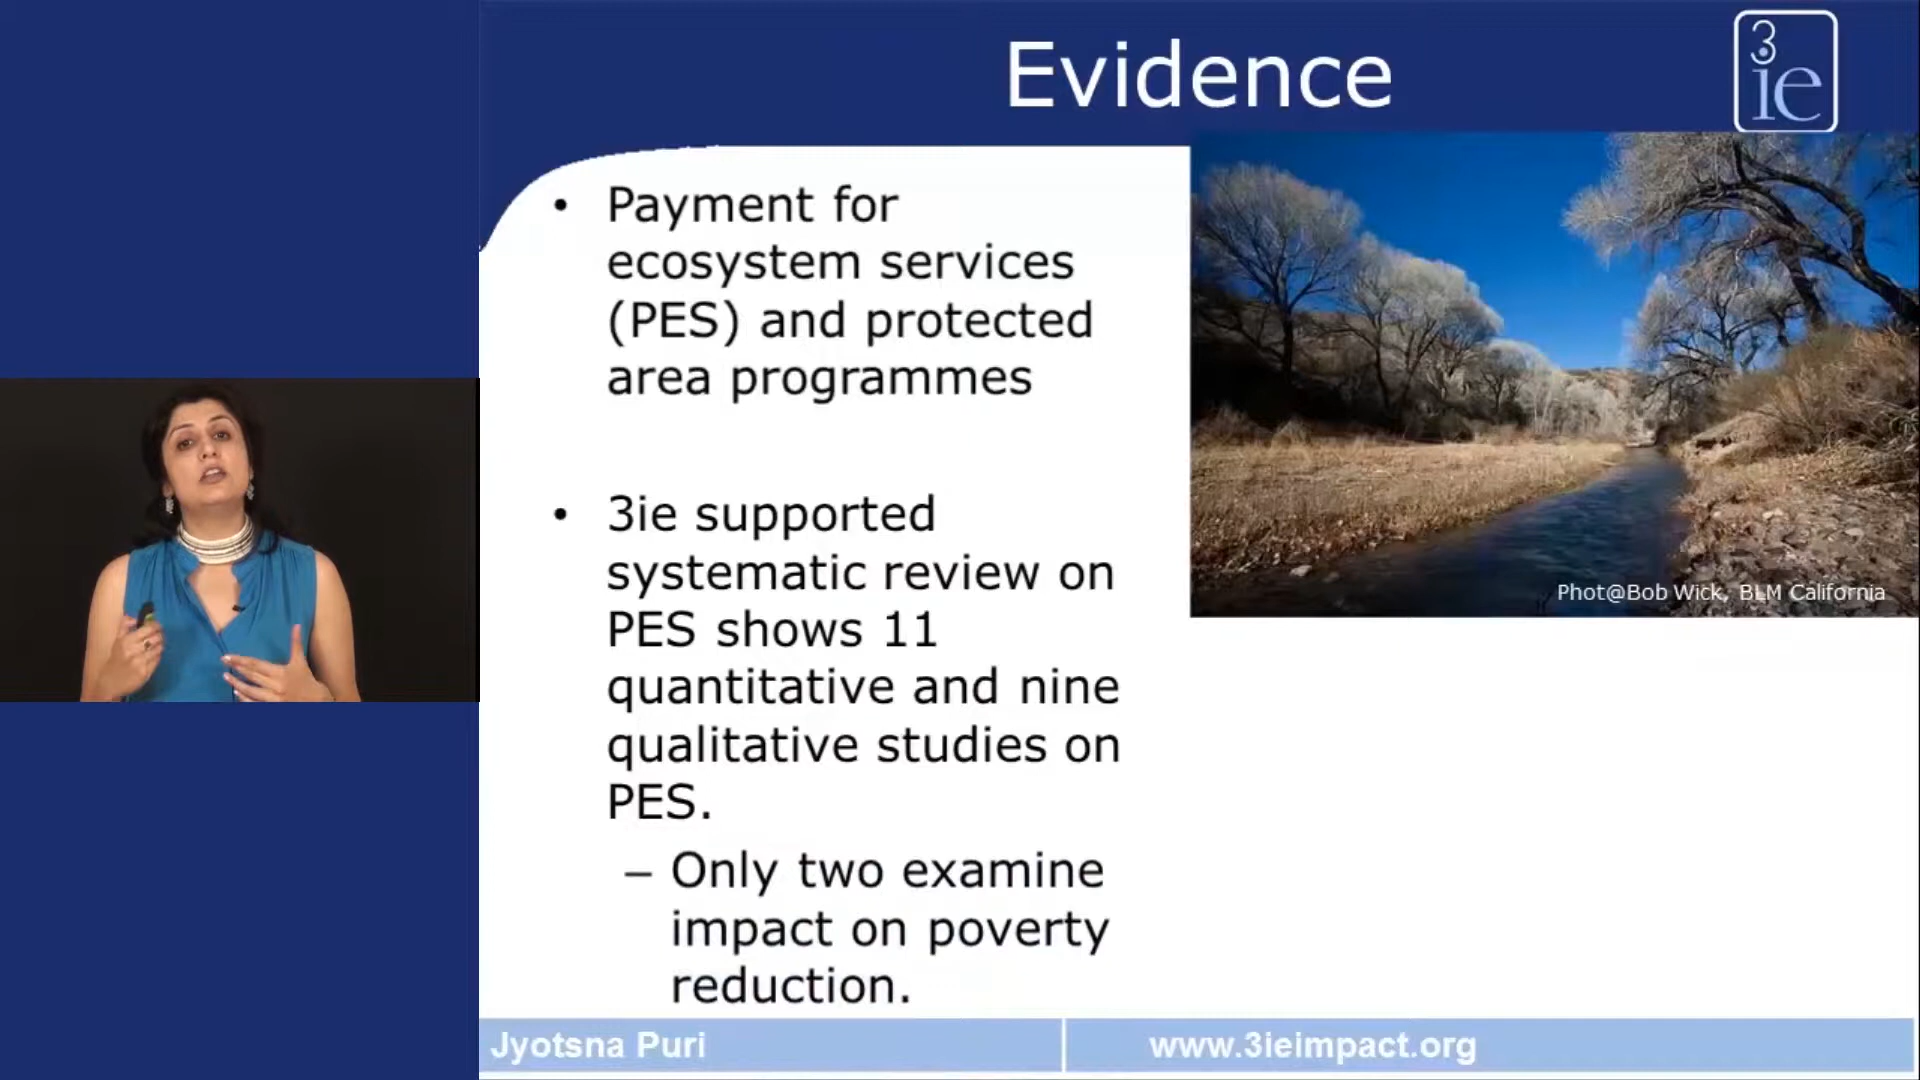 Evidence
3
ie
• Payment for
ecosystem services
(PES) and protected
area programmes
• 3ie supported
systematic review on
PES shows 11
quantitative and nine
qualitative studies on
PES.
– Only two examine
impact on poverty
reduction.
Phot@Bob Wick, BLM California
Jyotsna Puri
www.3ieimpact.org